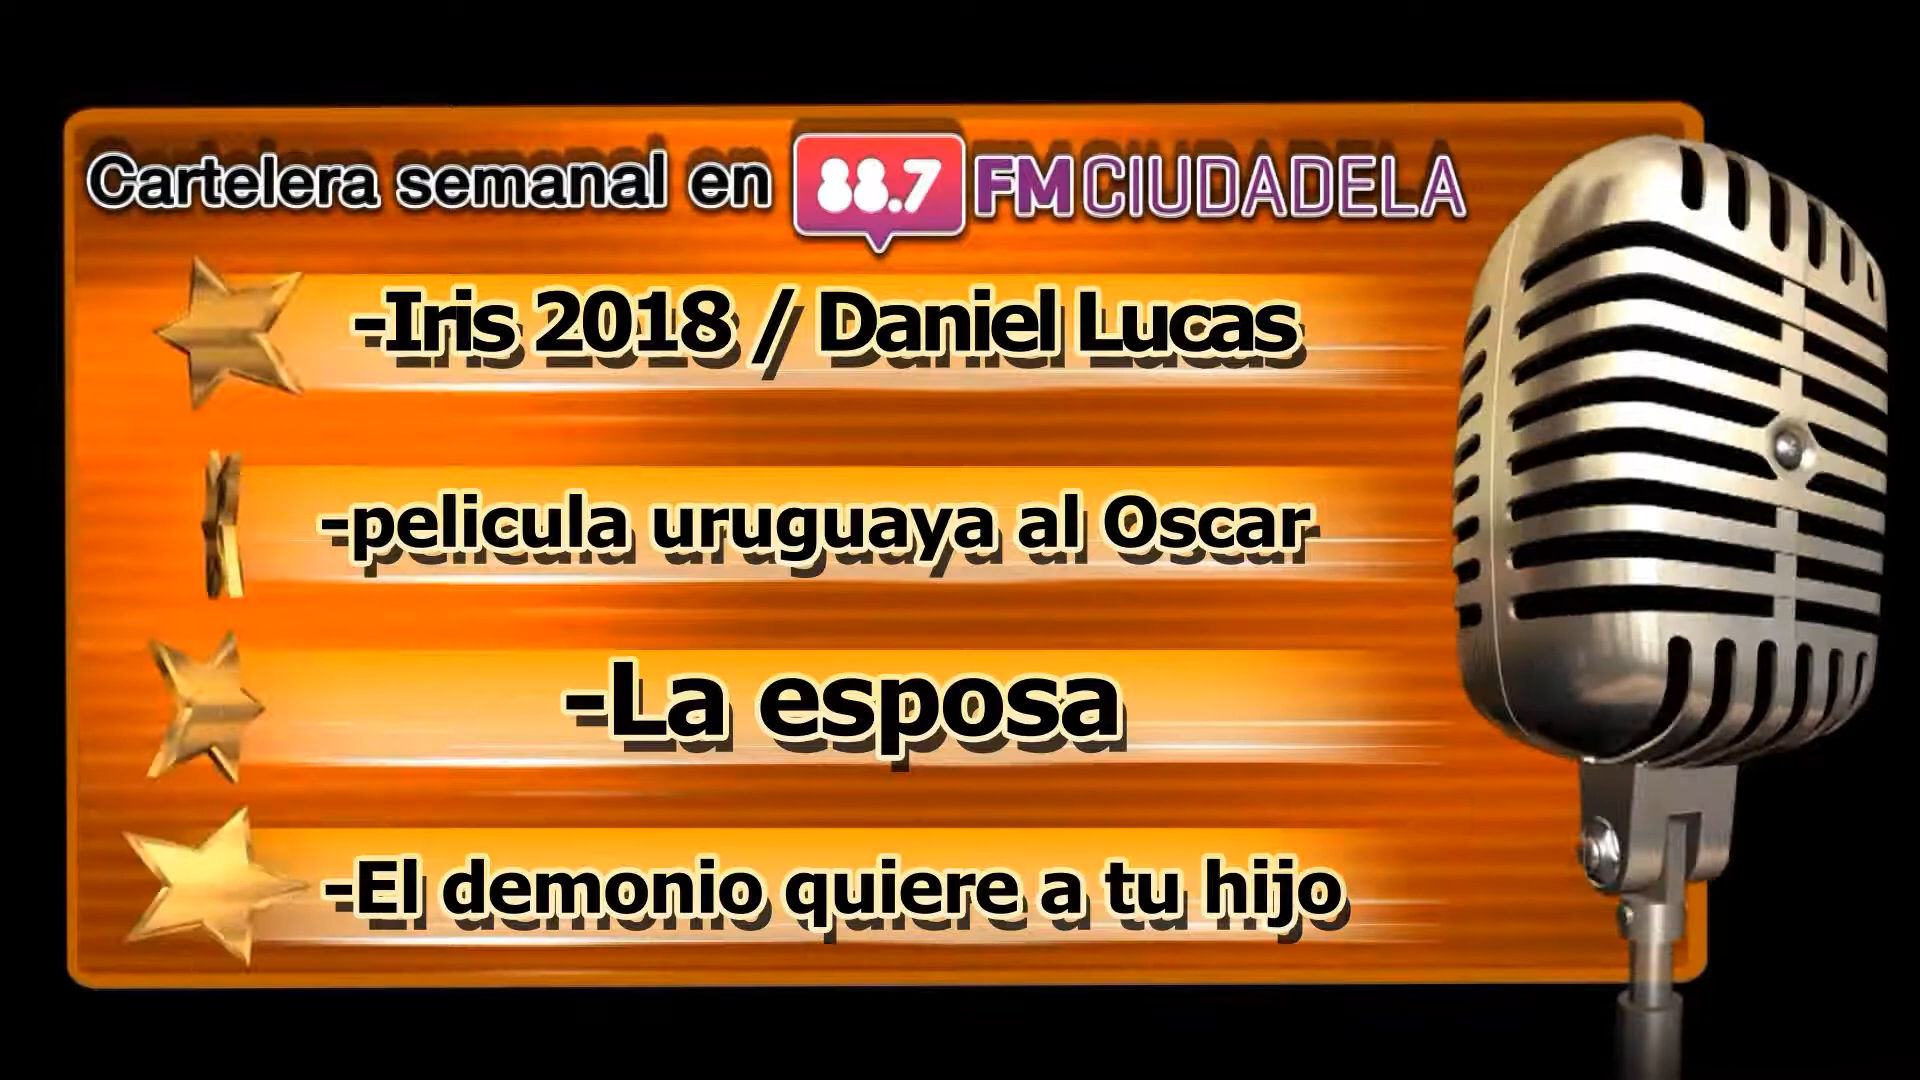 Cartelera semanal en 88.7 FM CIUDADELA
-Iris 2018 / Daniel Lucas
-pelicula uruguaya al Oscar
-La esposa
-El demonio quiere a tu hijo